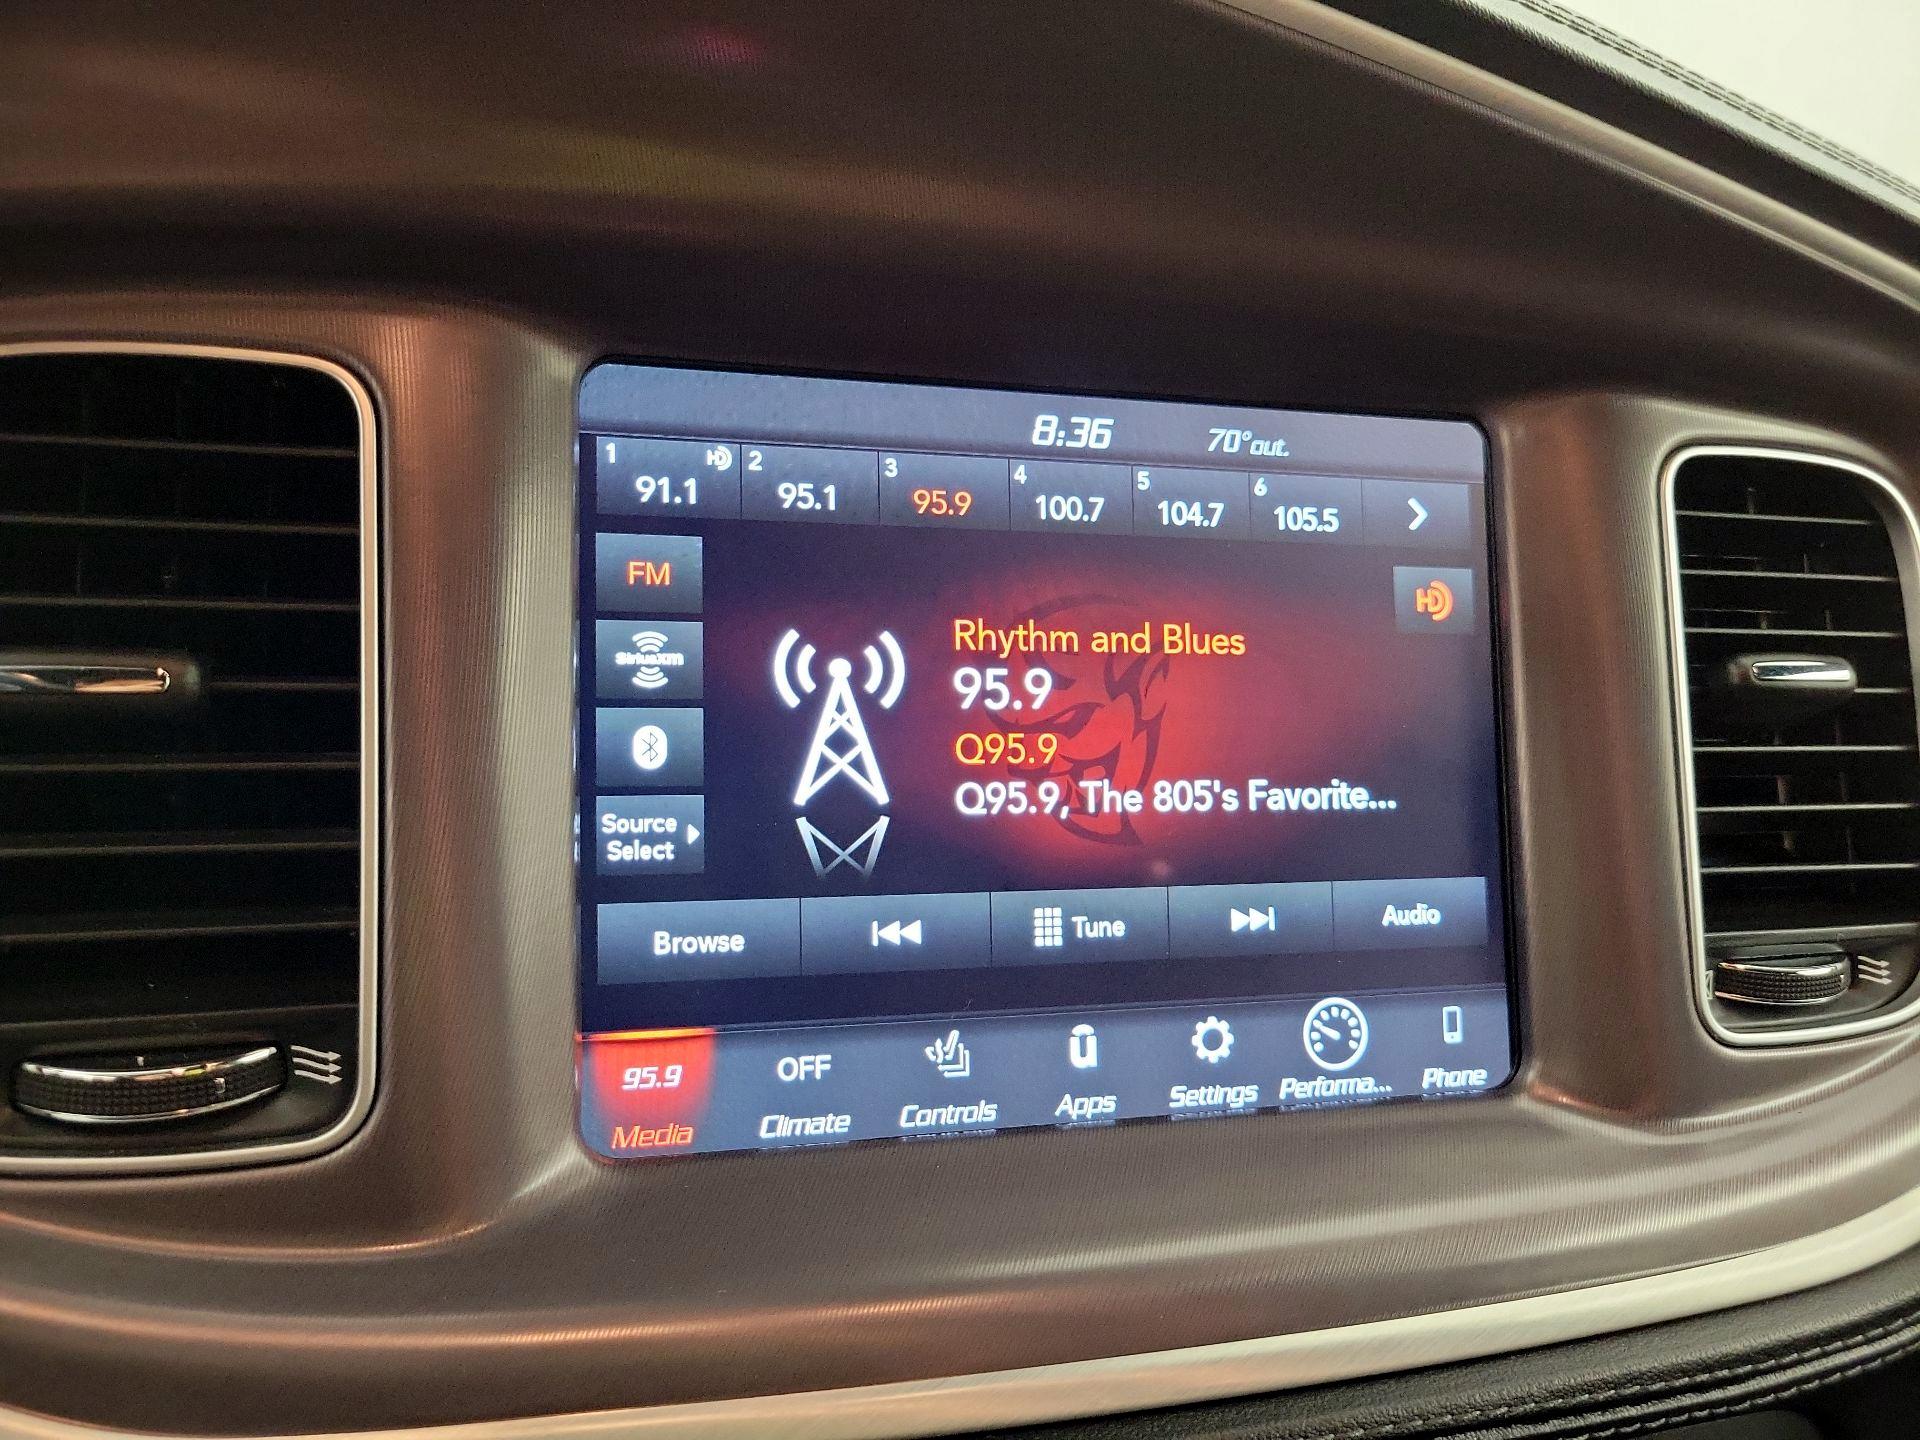 8:36 70° out.
1 HD 2 3 4 5 6
91.1 95.1 95.9 100.7 104.7 105.5
FM HD
SiriusXM
Rhythm and Blues
95.9
Q95.9
Q95.9, The 805's Favorite...
Source
Select
Browse Tune Audio
95.9 OFF
Media Climate Controls Apps Settings Performa... Phone